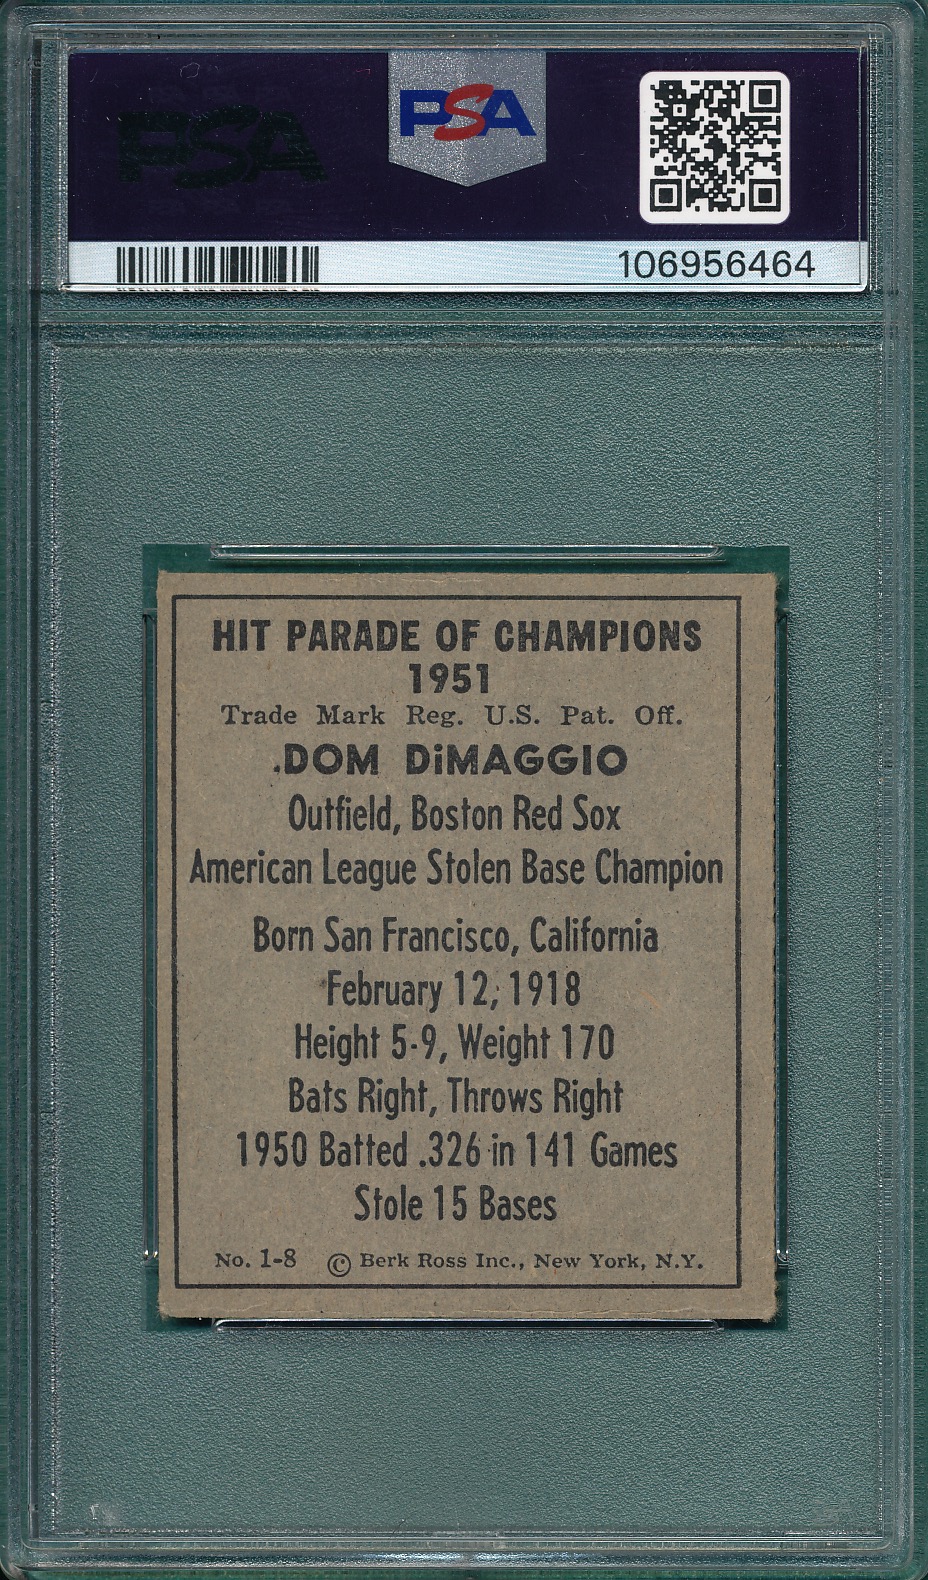 PSA
PSA
106956464
HIT PARADE OF CHAMPIONS
1951
Trade Mark Reg. U.S. Pat. Off.
.DOM DiMAGGIO
Outfield, Boston Red Sox
American League Stolen Base Champion
Born San Francisco, California
February 12, 1918
Height 5-9, Weight 170
Bats Right, Throws Right
1950 Batted .326 in 141 Games
Stole 15 Bases
No. 1-8 © Berk Ross Inc., New York, N.Y.